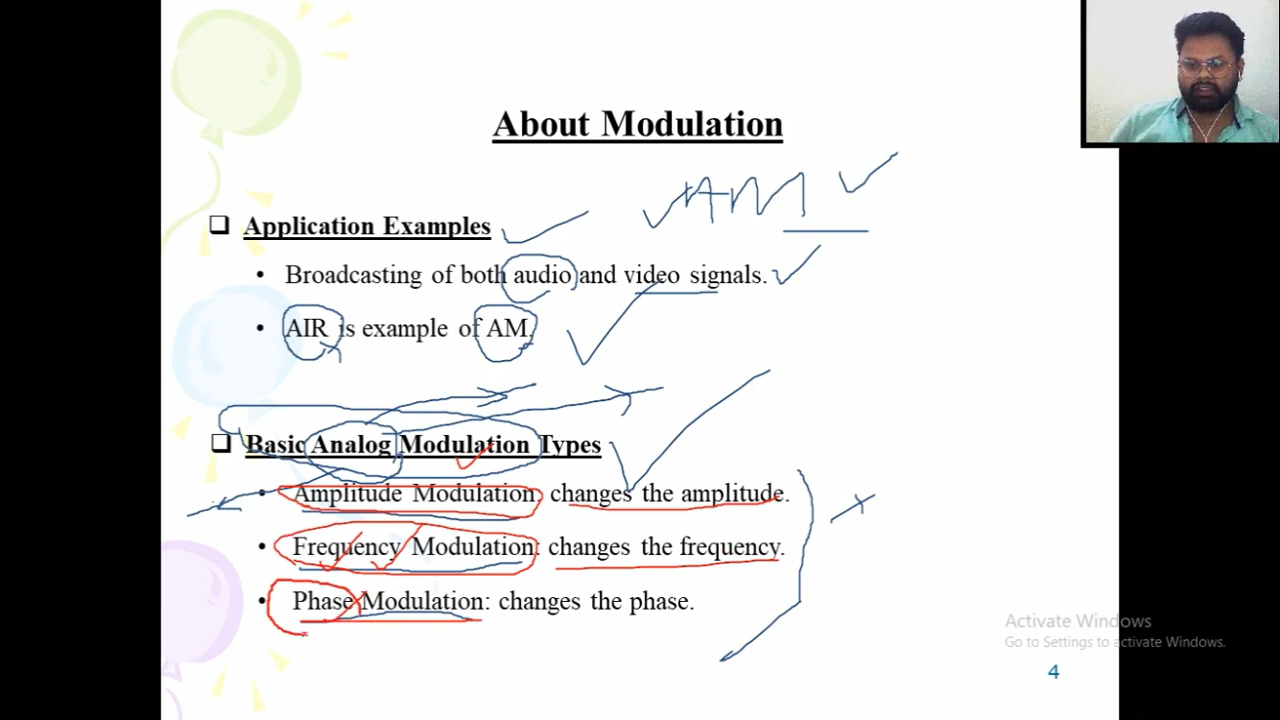 About Modulation
AM
Application Examples
• Broadcasting of both audio and video signals.
• AIR is example of AM.
Basic Analog Modulation Types
• Amplitude Modulation: changes the amplitude.
• Frequency Modulation: changes the frequency.
• Phase Modulation: changes the phase.
Activate Windows
Go to Settings to activate Windows.
4